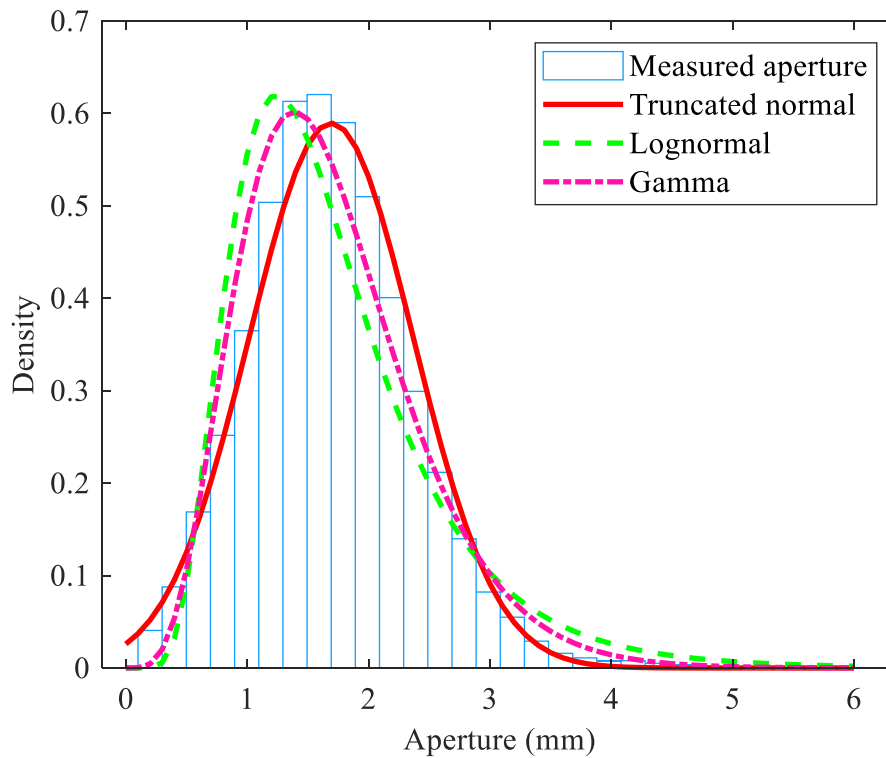 0.7
0.6
0.5
0.4
0.3
0.2
0.1
0
Density
Measured aperture
Truncated normal
Lognormal
Gamma
0 1 2 3 4 5 6
Aperture (mm)